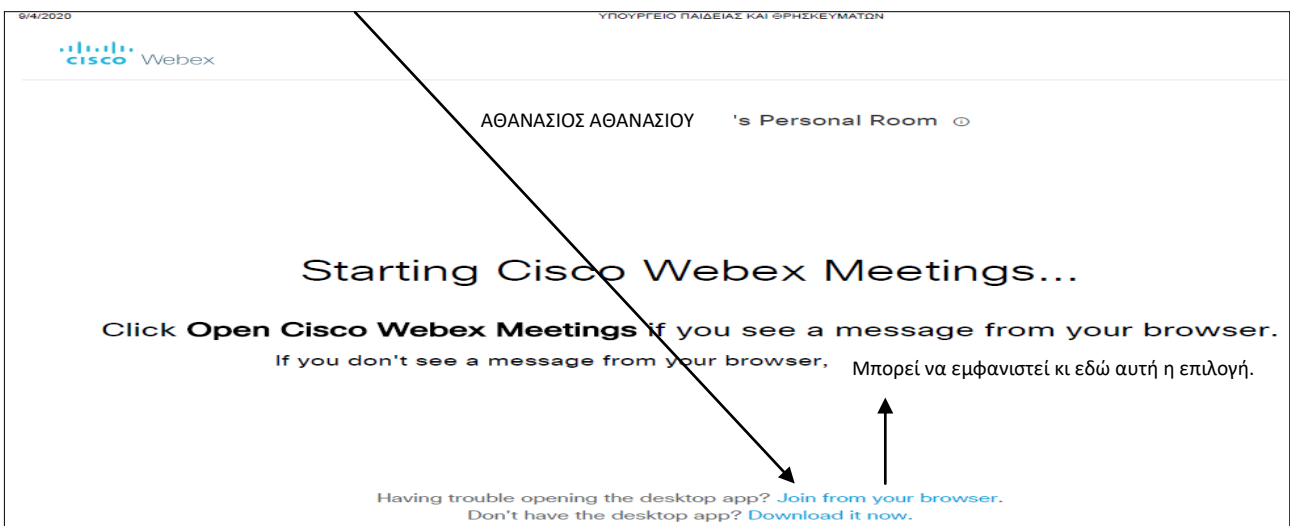 9/4/2020 ΥΠΟΥΡΓΕΙΟ ΠΑΙΔΕΙΑΣ ΚΑΙ ΘΡΗΣΚΕΥΜΑΤΩΝ
cisco Webex
ΑΘΑΝΑΣΙΟΣ ΑΘΑΝΑΣΙΟΥ 's Personal Room
Starting Cisco Webex Meetings...
Click Open Cisco Webex Meetings if you see a message from your browser.
If you don't see a message from your browser,
Μπορεί να εμφανιστεί κι εδώ αυτή η επιλογή.
Having trouble opening the desktop app? Join from your browser.
Don't have the desktop app? Download it now.